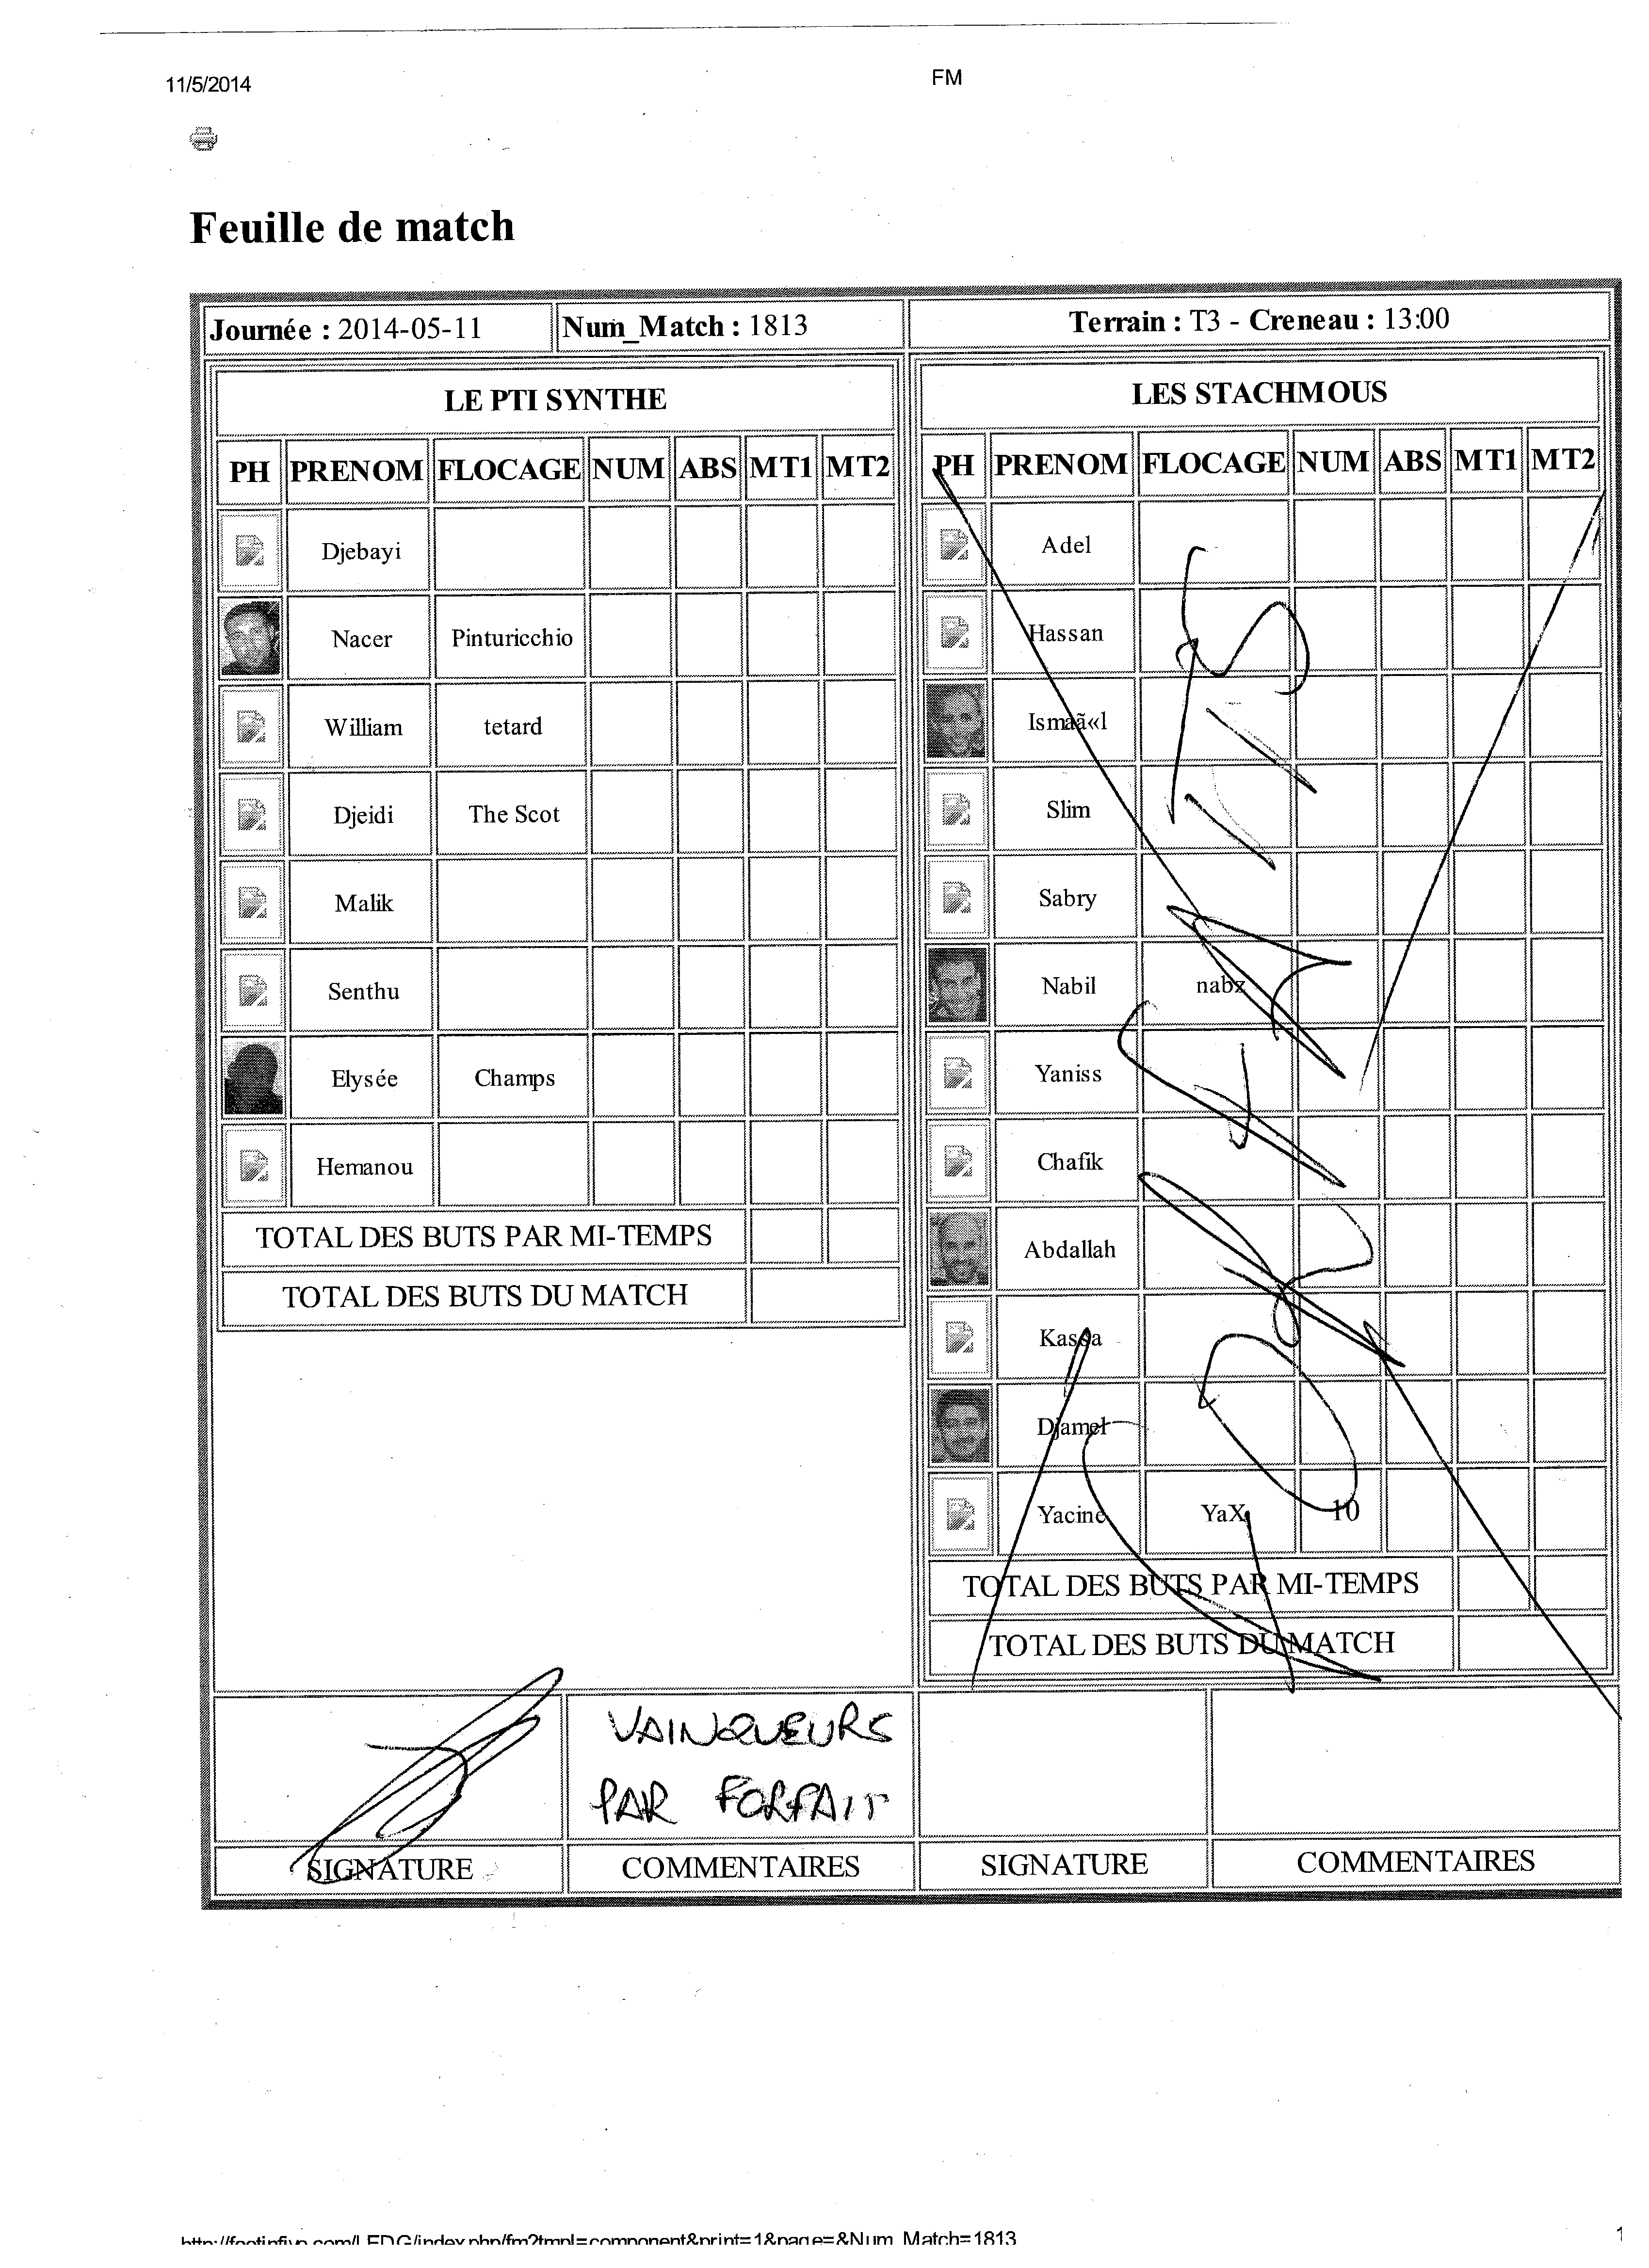 11/5/2014
FM
Feuille de match
Journée : 2014-05-11
Num_Match : 1813
Terrain : T3 - Creneau : 13:00
LE PTI SYNTHE
PH PRENOM FLOCAGE NUM ABS MT1 MT2
Djebayi
Nacer Pinturicchio
William tetard
Djeidi The Scot
Malik
Senthu
Elysée Champs
Hemanou
TOTAL DES BUTS PAR MI-TEMPS
TOTAL DES BUTS DU MATCH
LES STACHMOUS
PH PRENOM FLOCAGE NUM ABS MT1 MT2
Adel
Hassan
Ismaã«l
Slim
Sabry
Nabil nabz
Yaniss
Chafik
Abdallah
Kassa
Djamel
Yacine YaX 10
TOTAL DES BUTS PAR MI-TEMPS
TOTAL DES BUTS DU MATCH
FORFAITS
VAINQUEURS
PAR FORFAIT
SIGNATURE
COMMENTAIRES
SIGNATURE
COMMENTAIRES
http://footinfive.com/LEDG/index.php/fm?tmpl=component&print=1&page=&Num_Match=1813